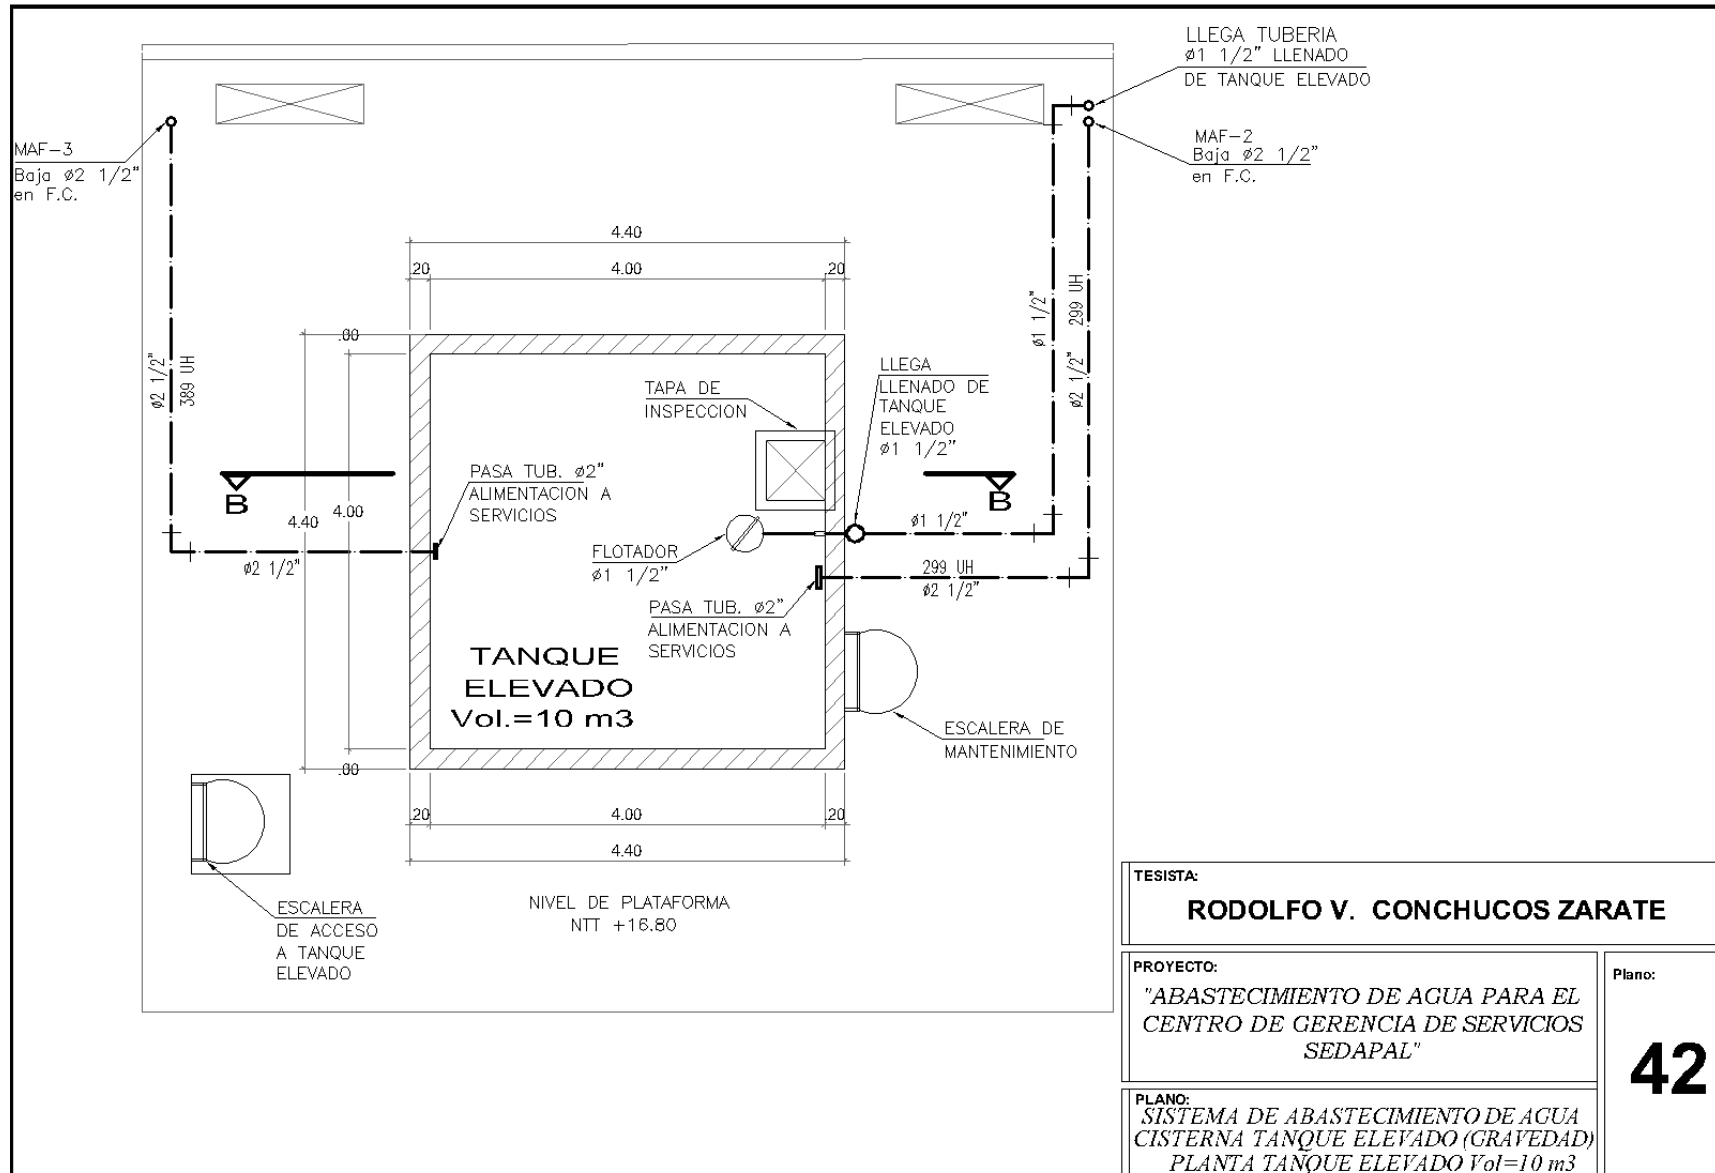 LLEGA TUBERIA
ø1 1/2" LLENADO
DE TANQUE ELEVADO
MAF-2
Baja ø2 1/2"
en F.C.
MAF-3
Baja ø2 1/2"
en F.C.
4.40
.20
4.00
.20
.00
ø2 1/2"
389 UH
ø1 1/2"
299 UH
ø2 1/2"
TAPA DE
INSPECCION
LLEGA
LLENADO DE
TANQUE
ELEVADO
ø1 1/2"
B
B
PASA TUB. ø2"
ALIMENTACION A
SERVICIOS
4.40
4.00
ø2 1/2"
FLOTADOR
ø1 1/2"
ø1 1/2"
299 UH
ø2 1/2"
PASA TUB. ø2"
ALIMENTACION A
SERVICIOS
TANQUE
ELEVADO
Vol.=10 m3
ESCALERA DE
MANTENIMIENTO
.00
.20
4.00
.20
4.40
ESCALERA
DE ACCESO
A TANQUE
ELEVADO
NIVEL DE PLATAFORMA
NTT +16.80
TESISTA:
RODOLFO V. CONCHUCOS ZARATE
PROYECTO:
"ABASTECIMIENTO DE AGUA PARA EL
CENTRO DE GERENCIA DE SERVICIOS
SEDAPAL"
Plano:
42
PLANO:
SISTEMA DE ABASTECIMIENTO DE AGUA
CISTERNA TANQUE ELEVADO (GRAVEDAD)
PLANTA TANQUE ELEVADO Vol=10 m3